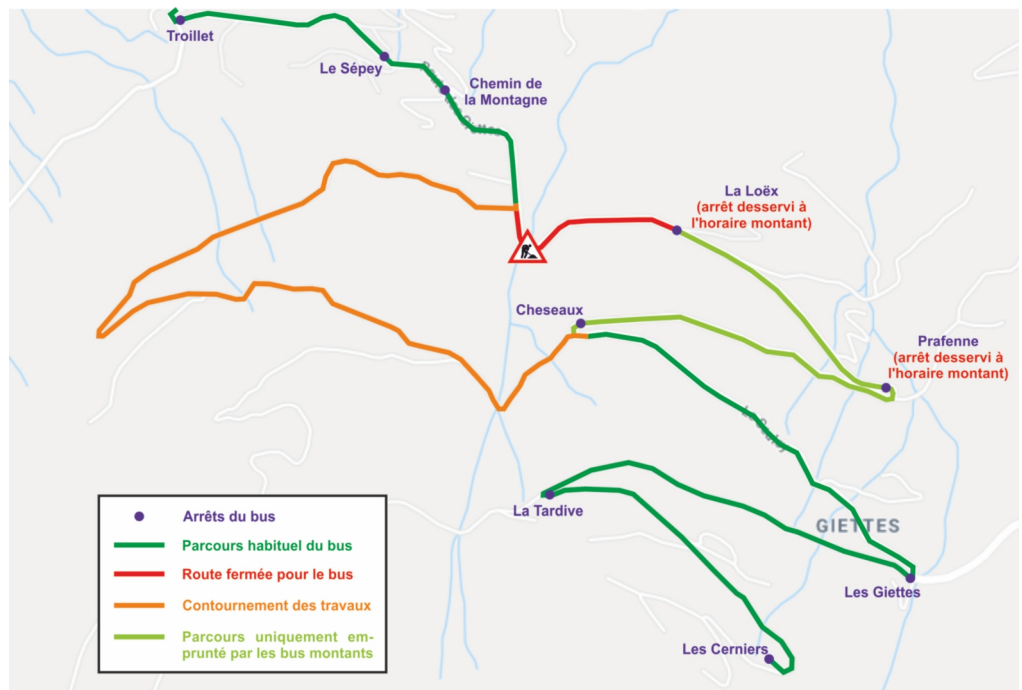 Troillet
Le Sépey
Chemin de
la Montagne
La Loëx
(arrêt desservi à
l'horaire montant)
Cheseaux
Prafenne
(arrêt desservi à
l'horaire montant)
La Tardive
GIETTES
Les Giettes
Les Cerniers
Arrêts du bus
Parcours habituel du bus
Route fermée pour le bus
Contournement des travaux
Parcours uniquement em-
prunté par les bus montants